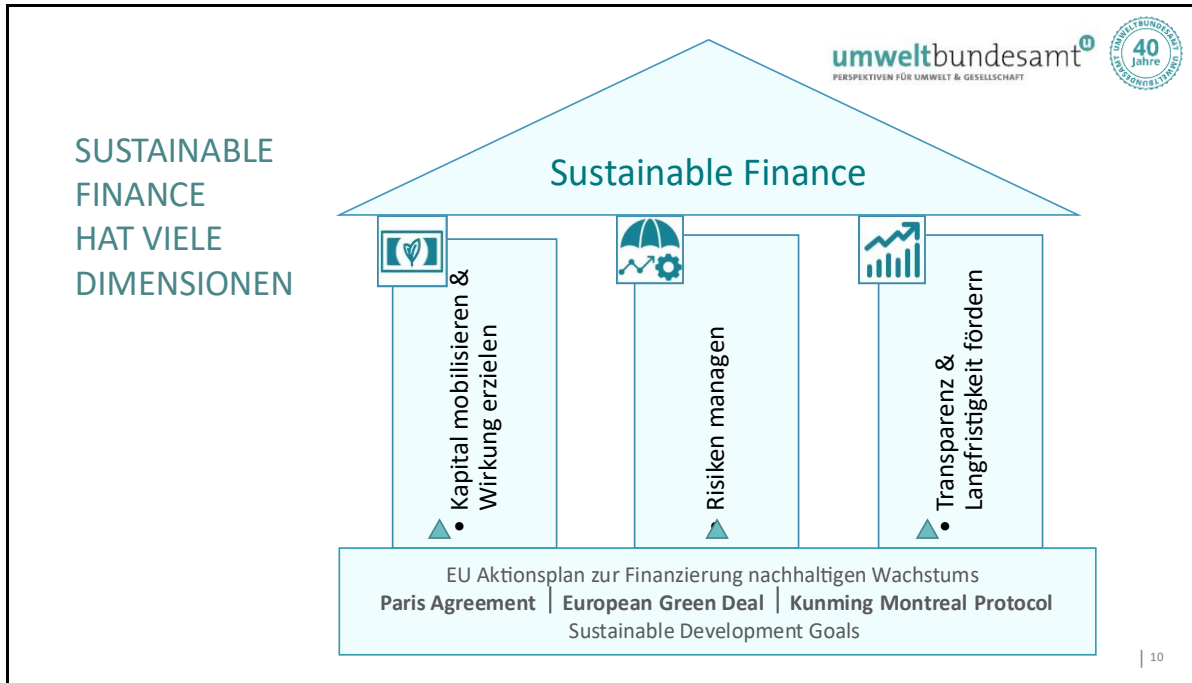 umweltbundesamt
PERSPEKTIVEN FÜR UMWELT & GESELLSCHAFT
UMWELTBUNDESAMT UMWELTBUNDESAMT
40
Jahre
SUSTAINABLE
FINANCE
HAT VIELE
DIMENSIONEN
Sustainable Finance
• Kapital mobilisieren &
Wirkung erzielen
• Risiken managen
• Transparenz &
Langfristigkeit fördern
EU Aktionsplan zur Finanzierung nachhaltigen Wachstums
Paris Agreement | European Green Deal | Kunming Montreal Protocol
Sustainable Development Goals
| 10